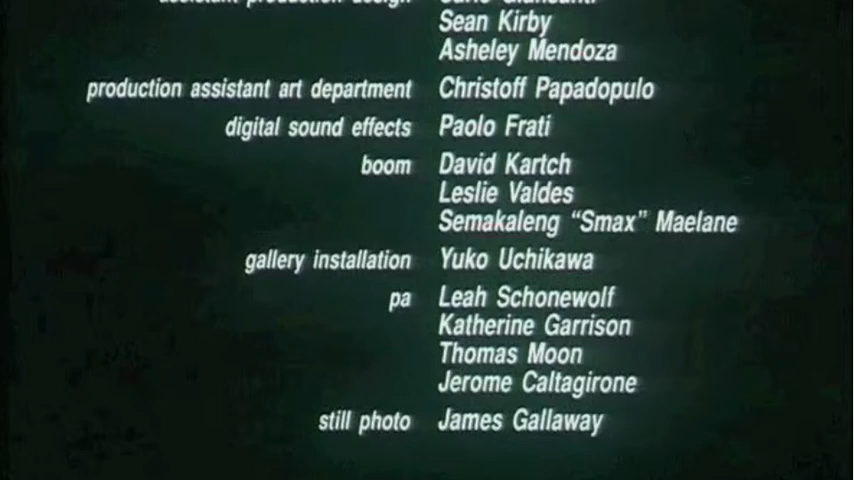 Sean Kirby
Asheley Mendoza
production assistant art department Christoff Papadopulo
digital sound effects Paolo Frati
boom David Kartch
Leslie Valdes
Semakaleng “Smax” Maelane
gallery installation Yuko Uchikawa
pa Leah Schonewolf
Katherine Garrison
Thomas Moon
Jerome Caltagirone
still photo James Gallaway